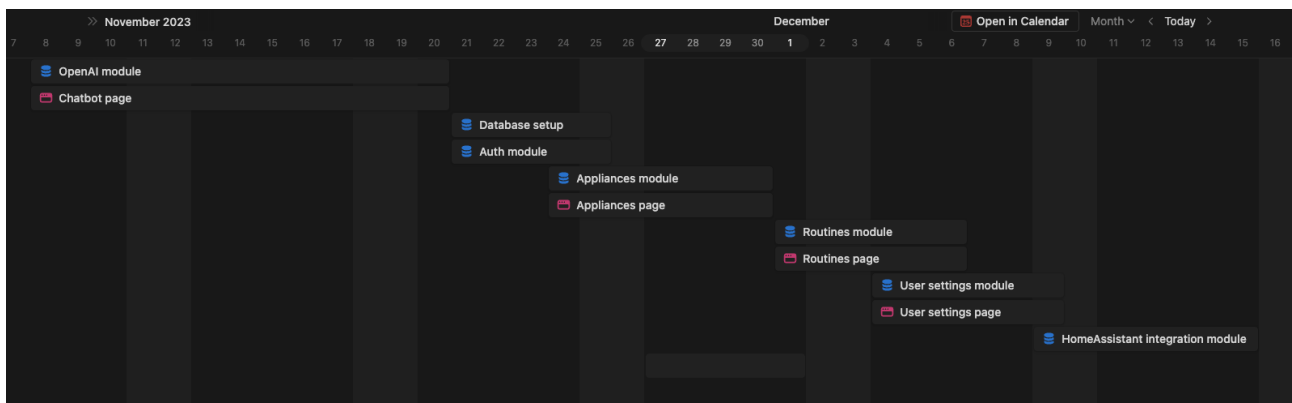 November 2023 December Open in Calendar Month Today
7 8 9 10 11 12 13 14 15 16 17 18 19 20 21 22 23 24 25 26 27 28 29 30 1 2 3 4 5 6 7 8 9 10 11 12 13 14 15 16
OpenAI module
Chatbot page
Database setup
Auth module
Appliances module
Appliances page
Routines module
Routines page
User settings module
User settings page
HomeAssistant integration module